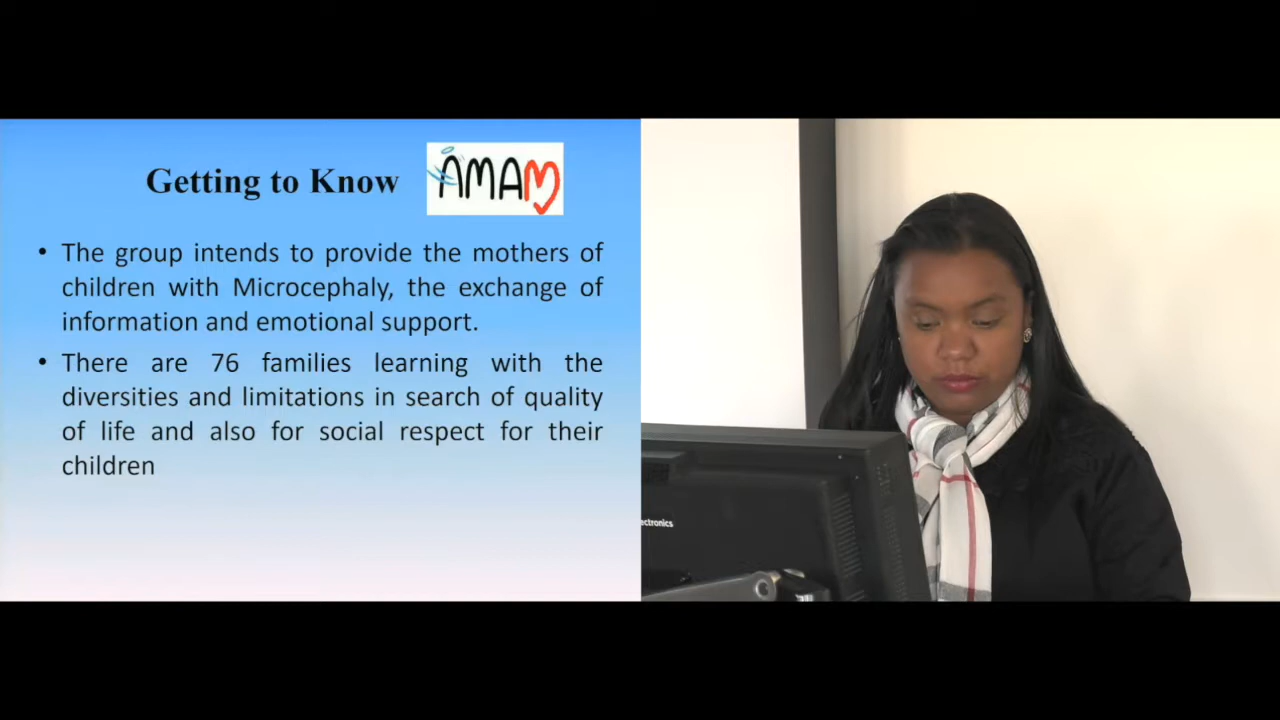 Getting to Know AMAM
• The group intends to provide the mothers of
children with Microcephaly, the exchange of
information and emotional support.
• There are 76 families learning with the
diversities and limitations in search of quality
of life and also for social respect for their
children
ectronics